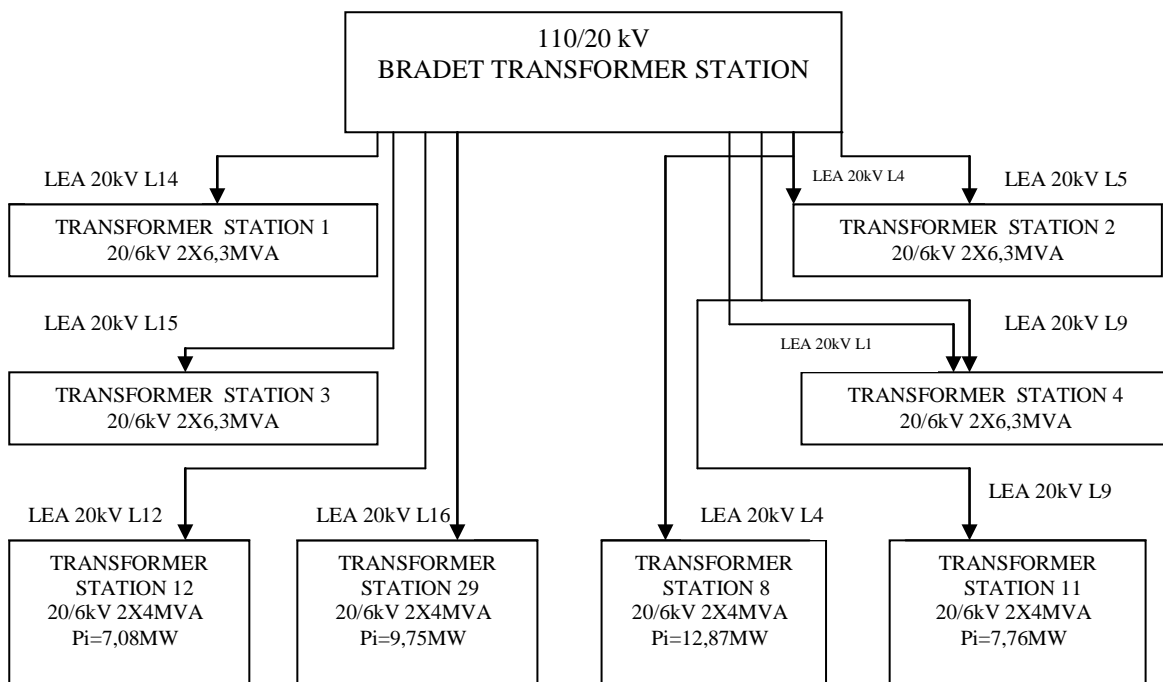 110/20 kV
BRADET TRANSFORMER STATION
LEA 20kV L14
LEA 20kV L4
LEA 20kV L5
TRANSFORMER STATION 1
20/6kV 2X6,3MVA
TRANSFORMER STATION 2
20/6kV 2X6,3MVA
LEA 20kV L15
LEA 20kV L1
LEA 20kV L9
TRANSFORMER STATION 3
20/6kV 2X6,3MVA
TRANSFORMER STATION 4
20/6kV 2X6,3MVA
LEA 20kV L12
LEA 20kV L16
LEA 20kV L4
LEA 20kV L9
TRANSFORMER
STATION 12
20/6kV 2X4MVA
Pi=7,08MW
TRANSFORMER
STATION 29
20/6kV 2X4MVA
Pi=9,75MW
TRANSFORMER
STATION 8
20/6kV 2X4MVA
Pi=12,87MW
TRANSFORMER
STATION 11
20/6kV 2X4MVA
Pi=7,76MW